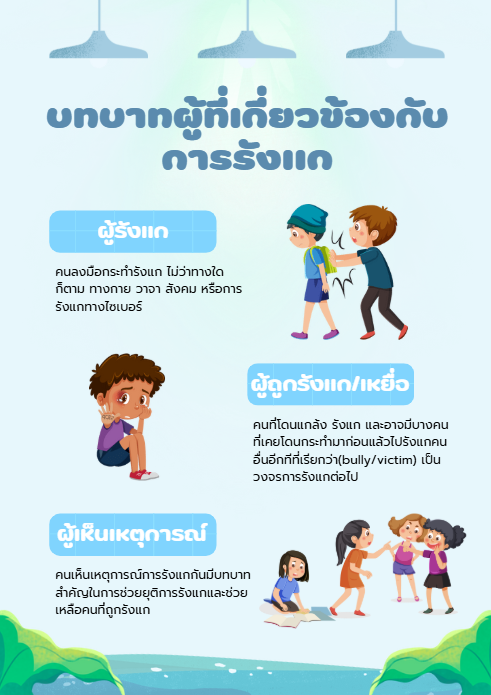 บทบาทผู้ที่เกี่ยวข้องกับ
การรังแก
ผู้รังแก
คนลงมือกระทำรังแก ไม่ว่าทางใด
ก็ตาม ทางกาย วาจา สังคม หรือการ
รังแกทางไซเบอร์
ผู้ถูกรังแก/เหยื่อ
คนที่โดนแกล้ง รังแก และอาจมีบางคน
ที่เคยโดนกระทำมาก่อนแล้วไปรังแกคน
อื่นอีกทีที่เรียกว่า(bully/victim) เป็น
วงจรการรังแกต่อไป
ผู้เห็นเหตุการณ์
คนเห็นเหตุการณ์การรังแกกันมีบทบาท
สำคัญในการช่วยยุติการรังแกและช่วย
เหลือคนที่ถูกรังแก